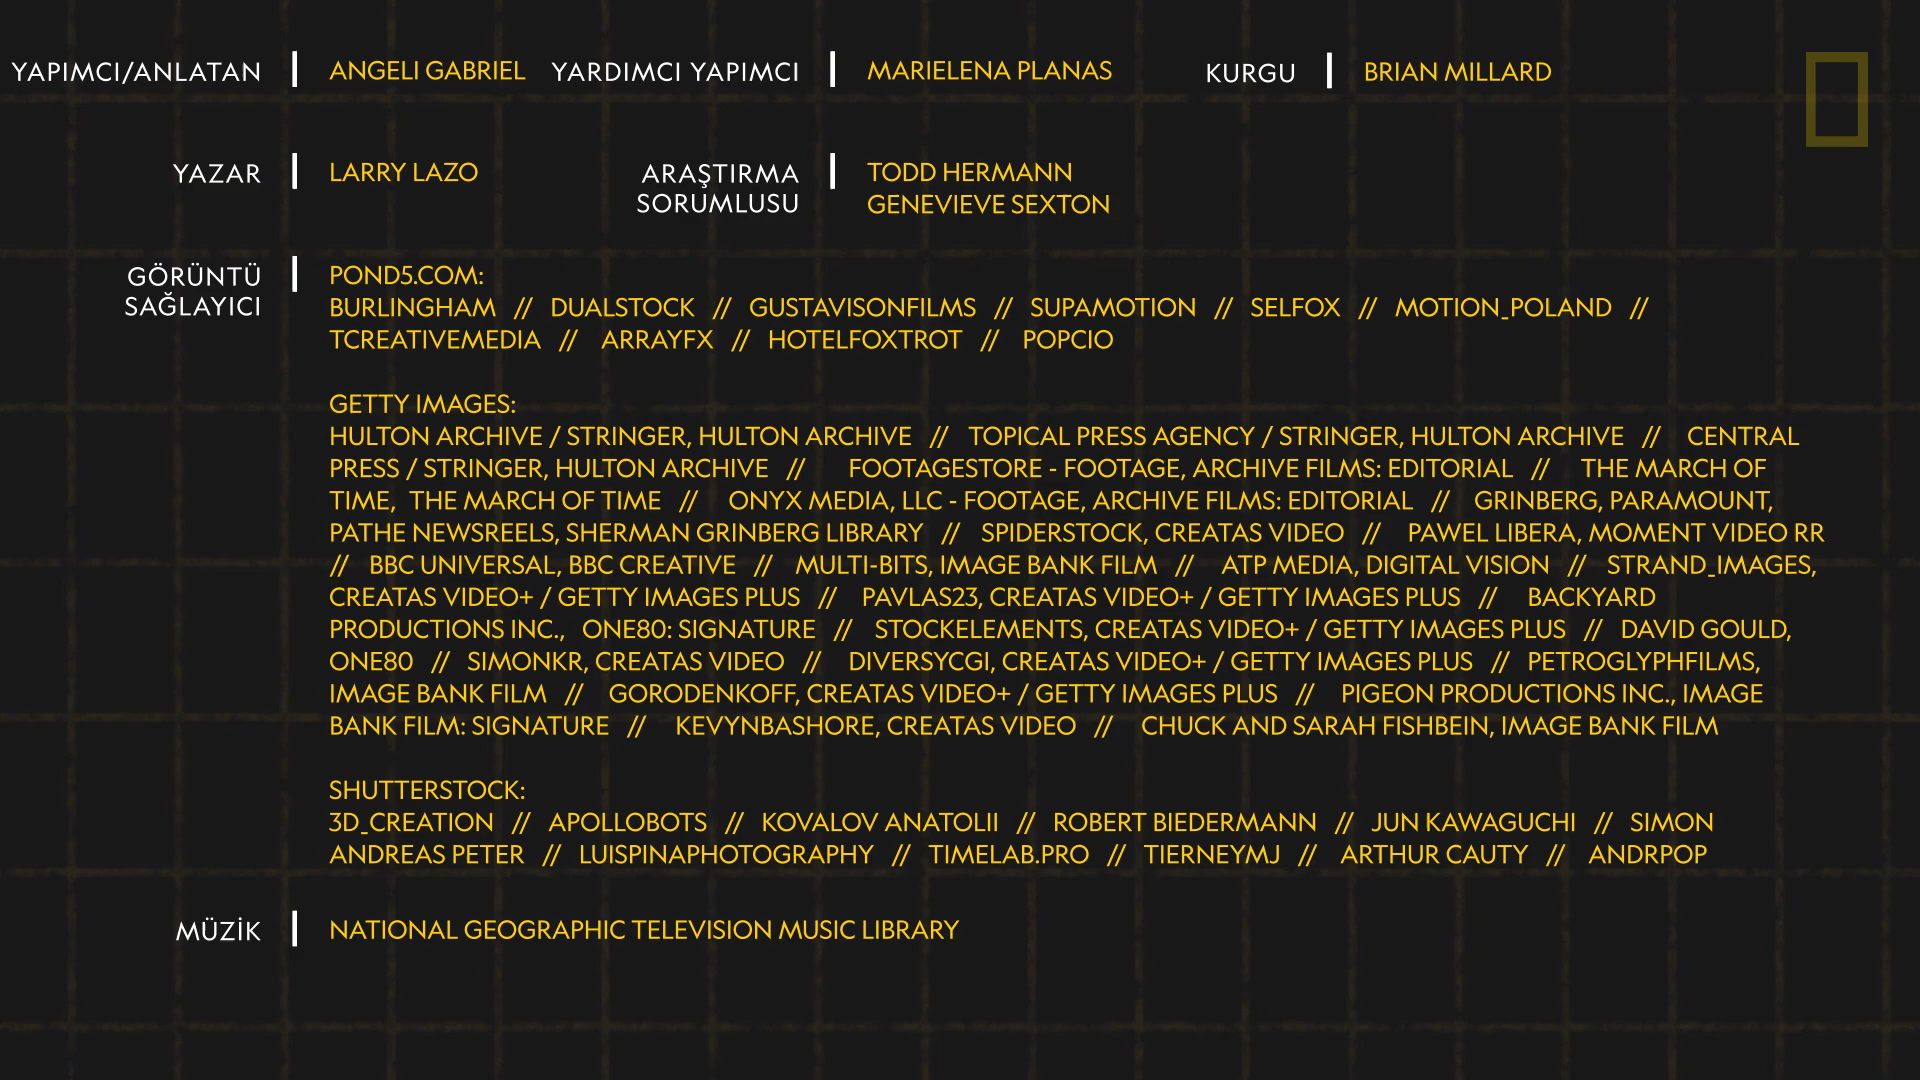 YAPIMCI/ANLATAN | ANGELI GABRIEL YARDIMCI YAPIMCI | MARIELENA PLANAS KURGU | BRIAN MILLARD
YAZAR | LARRY LAZO ARAŞTIRMA SORUMLUSU | TODD HERMANN
GENEVIEVE SEXTON
GÖRÜNTÜ SAĞLAYICI | POND5.COM:
BURLINGHAM // DUALSTOCK // GUSTAVISONFILMS // SUPAMOTION // SELFOX // MOTION_POLAND //
TCREATIVEMEDIA // ARRAYFX // HOTELFOXTROT // POPCIO
GETTY IMAGES:
HULTON ARCHIVE / STRINGER, HULTON ARCHIVE // TOPICAL PRESS AGENCY / STRINGER, HULTON ARCHIVE // CENTRAL
PRESS / STRINGER, HULTON ARCHIVE // FOOTAGESTORE - FOOTAGE, ARCHIVE FILMS: EDITORIAL // THE MARCH OF
TIME, THE MARCH OF TIME // ONYX MEDIA, LLC - FOOTAGE, ARCHIVE FILMS: EDITORIAL // GRINBERG, PARAMOUNT,
PATHE NEWSREELS, SHERMAN GRINBERG LIBRARY // SPIDERSTOCK, CREATAS VIDEO // PAWEL LIBERA, MOMENT VIDEO RR
// BBC UNIVERSAL, BBC CREATIVE // MULTI-BITS, IMAGE BANK FILM // ATP MEDIA, DIGITAL VISION // STRAND_IMAGES,
CREATAS VIDEO+ / GETTY IMAGES PLUS // PAVLAS23, CREATAS VIDEO+ / GETTY IMAGES PLUS // BACKYARD
PRODUCTIONS INC., ONE80: SIGNATURE // STOCKELEMENTS, CREATAS VIDEO+ / GETTY IMAGES PLUS // DAVID GOULD,
ONE80 // SIMONKR, CREATAS VIDEO // DIVERSYCGI, CREATAS VIDEO+ / GETTY IMAGES PLUS // PETROGLYPHFILMS,
IMAGE BANK FILM // GORODENKOFF, CREATAS VIDEO+ / GETTY IMAGES PLUS // PIGEON PRODUCTIONS INC., IMAGE
BANK FILM: SIGNATURE // KEVYNBASHORE, CREATAS VIDEO // CHUCK AND SARAH FISHBEIN, IMAGE BANK FILM
SHUTTERSTOCK:
3D_CREATION // APOLLOBOTS // KOVALOV ANATOLII // ROBERT BIEDERMANN // JUN KAWAGUCHI // SIMON
ANDREAS PETER // LUISPINAPHOTOGRAPHY // TIMELAB.PRO // TIERNEYMJ // ARTHUR CAUTY // ANDRPOP
MÜZİK | NATIONAL GEOGRAPHIC TELEVISION MUSIC LIBRARY